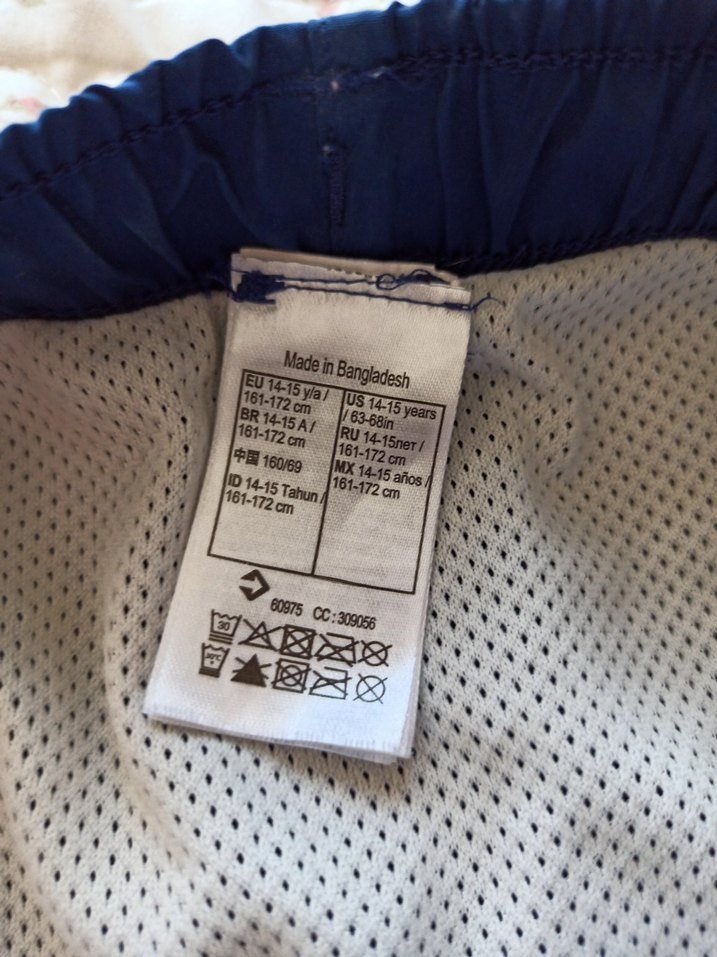 Made in Bangladesh
EU 14-15 y/a /
161-172 cm
BR 14-15 A /
161-172 cm
中国 160/69
ID 14-15 Tahun /
161-172 cm
US 14-15 years
/ 63-68in
RU 14-15лет /
161-172 cm
MX 14-15 años /
161-172 cm
60975 CC : 309056
30
30°C